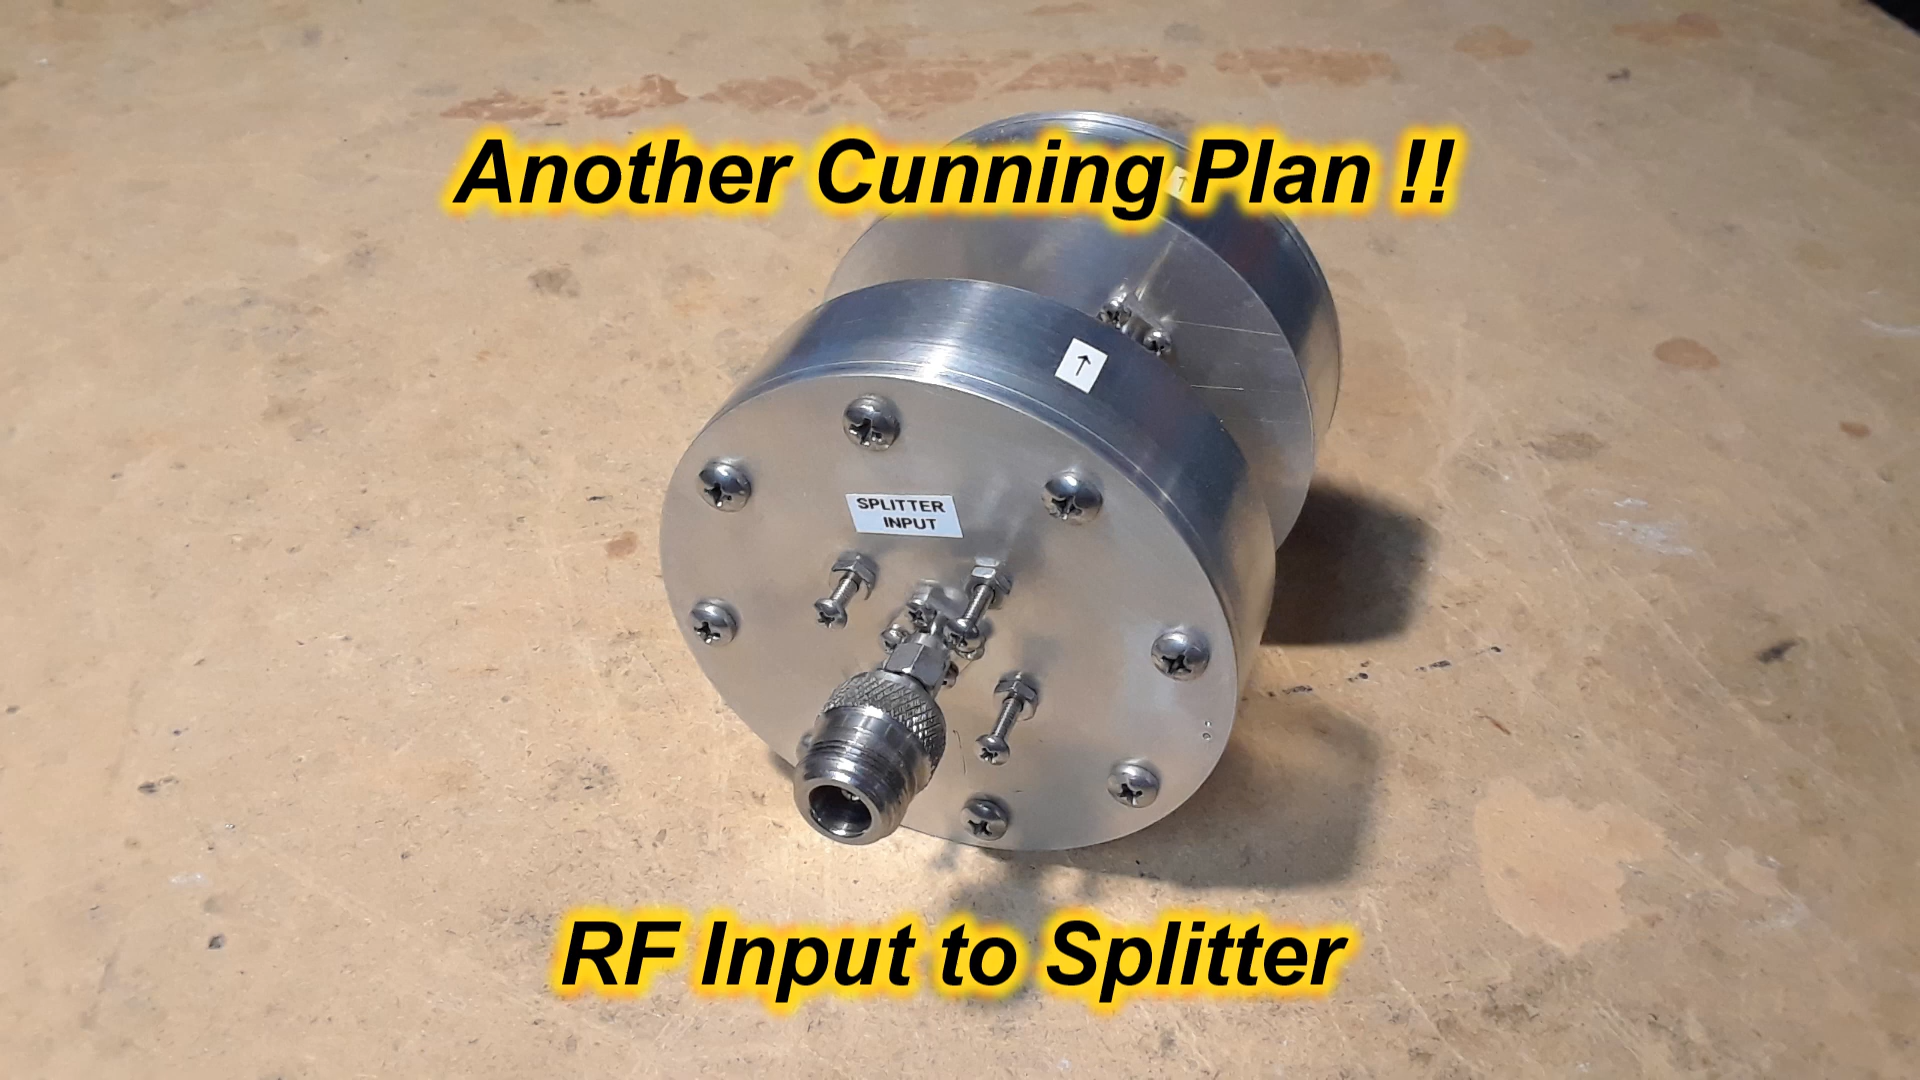 Another Cunning Plan !!
↑
↑
SPLITTER
INPUT
RF Input to Splitter